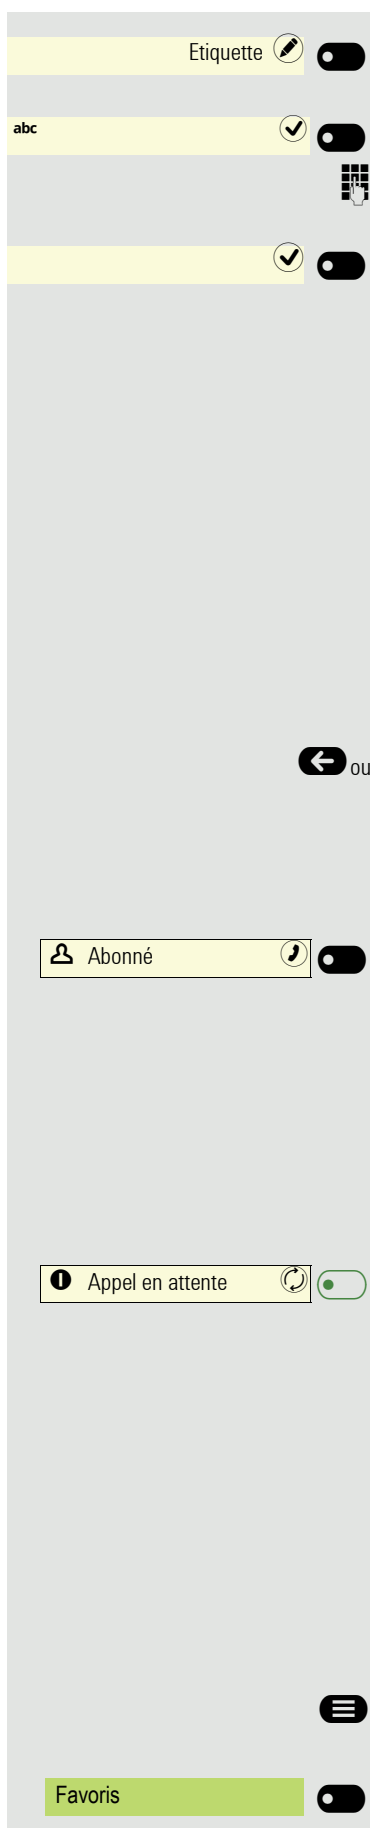 Etiquette
abc
ou
Abonné
Appel en attente
Favoris